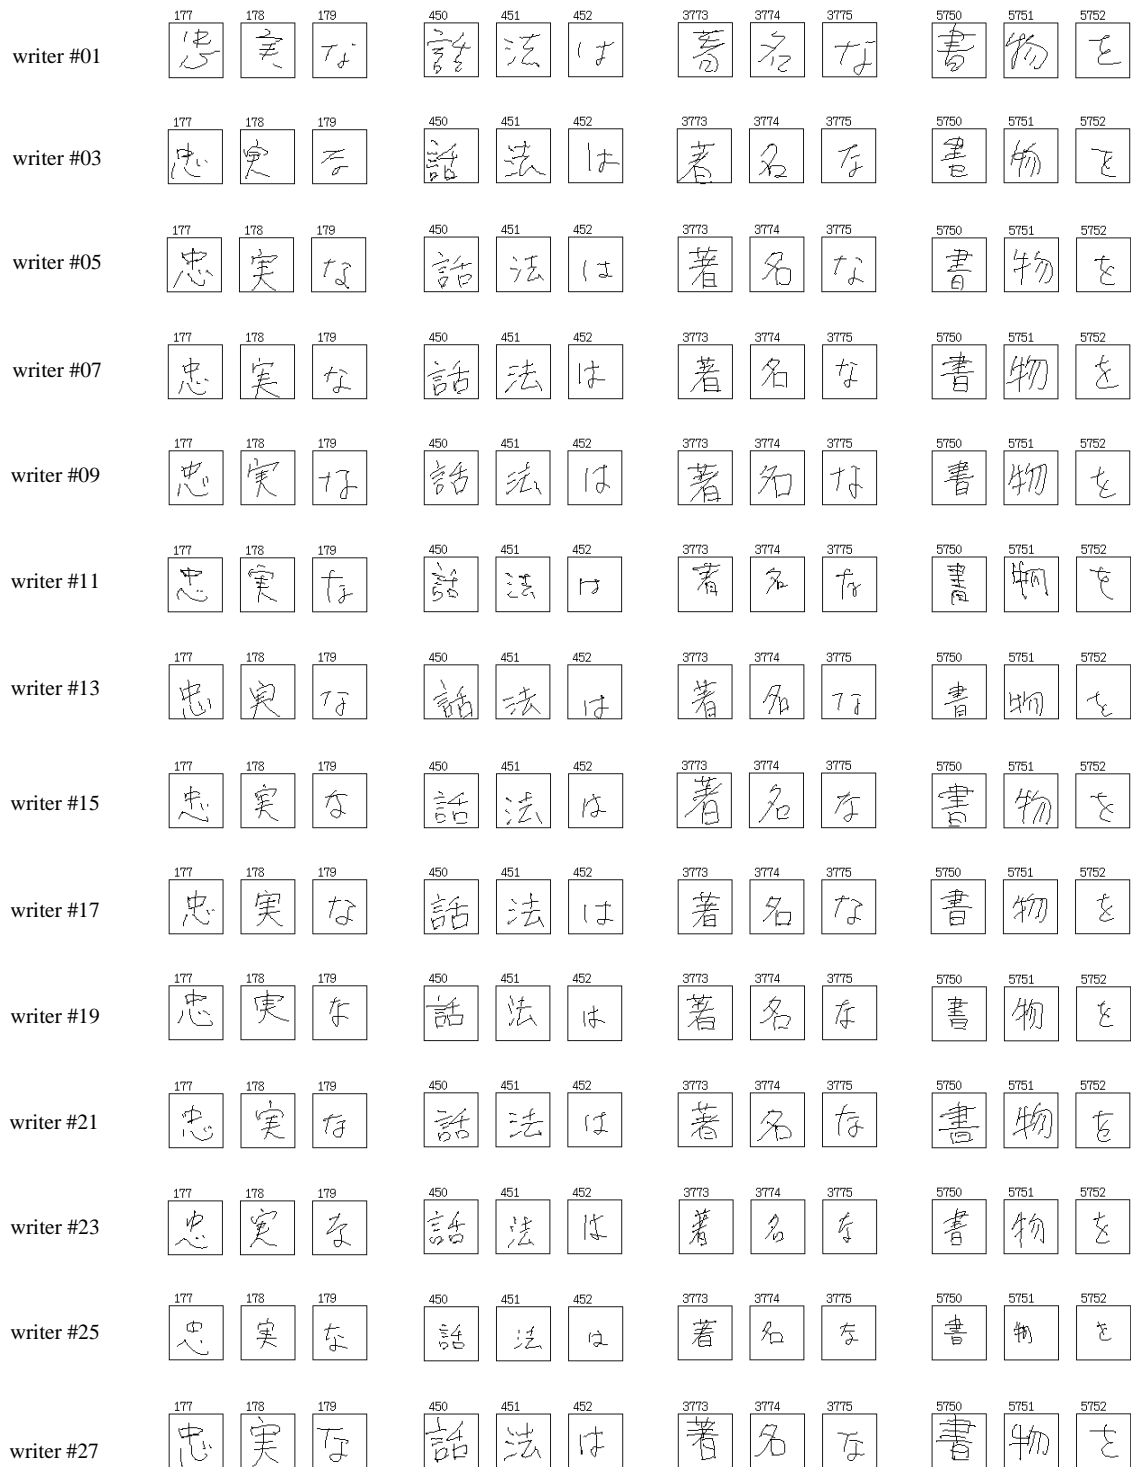 177 178 179 450 451 452 3773 3774 3775 5750 5751 5752
writer #01 忠 実 な 話 法 は 著 名 な 書 物 を
177 178 179 450 451 452 3773 3774 3775 5750 5751 5752
writer #03 忠 実 な 話 法 は 著 名 な 書 物 を
177 178 179 450 451 452 3773 3774 3775 5750 5751 5752
writer #05 忠 実 な 話 法 は 著 名 な 書 物 を
177 178 179 450 451 452 3773 3774 3775 5750 5751 5752
writer #07 忠 実 な 話 法 は 著 名 な 書 物 を
177 178 179 450 451 452 3773 3774 3775 5750 5751 5752
writer #09 忠 実 な 話 法 は 著 名 な 書 物 を
177 178 179 450 451 452 3773 3774 3775 5750 5751 5752
writer #11 忠 実 な 話 法 は 著 名 な 書 物 を
177 178 179 450 451 452 3773 3774 3775 5750 5751 5752
writer #13 忠 実 な 話 法 は 著 名 な 書 物 を
177 178 179 450 451 452 3773 3774 3775 5750 5751 5752
writer #15 忠 実 な 話 法 は 著 名 な 書 物 を
177 178 179 450 451 452 3773 3774 3775 5750 5751 5752
writer #17 忠 実 な 話 法 は 著 名 な 書 物 を
177 178 179 450 451 452 3773 3774 3775 5750 5751 5752
writer #19 忠 実 な 話 法 は 著 名 な 書 物 を
177 178 179 450 451 452 3773 3774 3775 5750 5751 5752
writer #21 忠 実 な 話 法 は 著 名 な 書 物 を
177 178 179 450 451 452 3773 3774 3775 5750 5751 5752
writer #23 忠 実 な 話 法 は 著 名 な 書 物 を
177 178 179 450 451 452 3773 3774 3775 5750 5751 5752
writer #25 忠 実 な 話 法 は 著 名 な 書 物 を
177 178 179 450 451 452 3773 3774 3775 5750 5751 5752
writer #27 忠 実 な 話 法 は 著 名 な 書 物 を